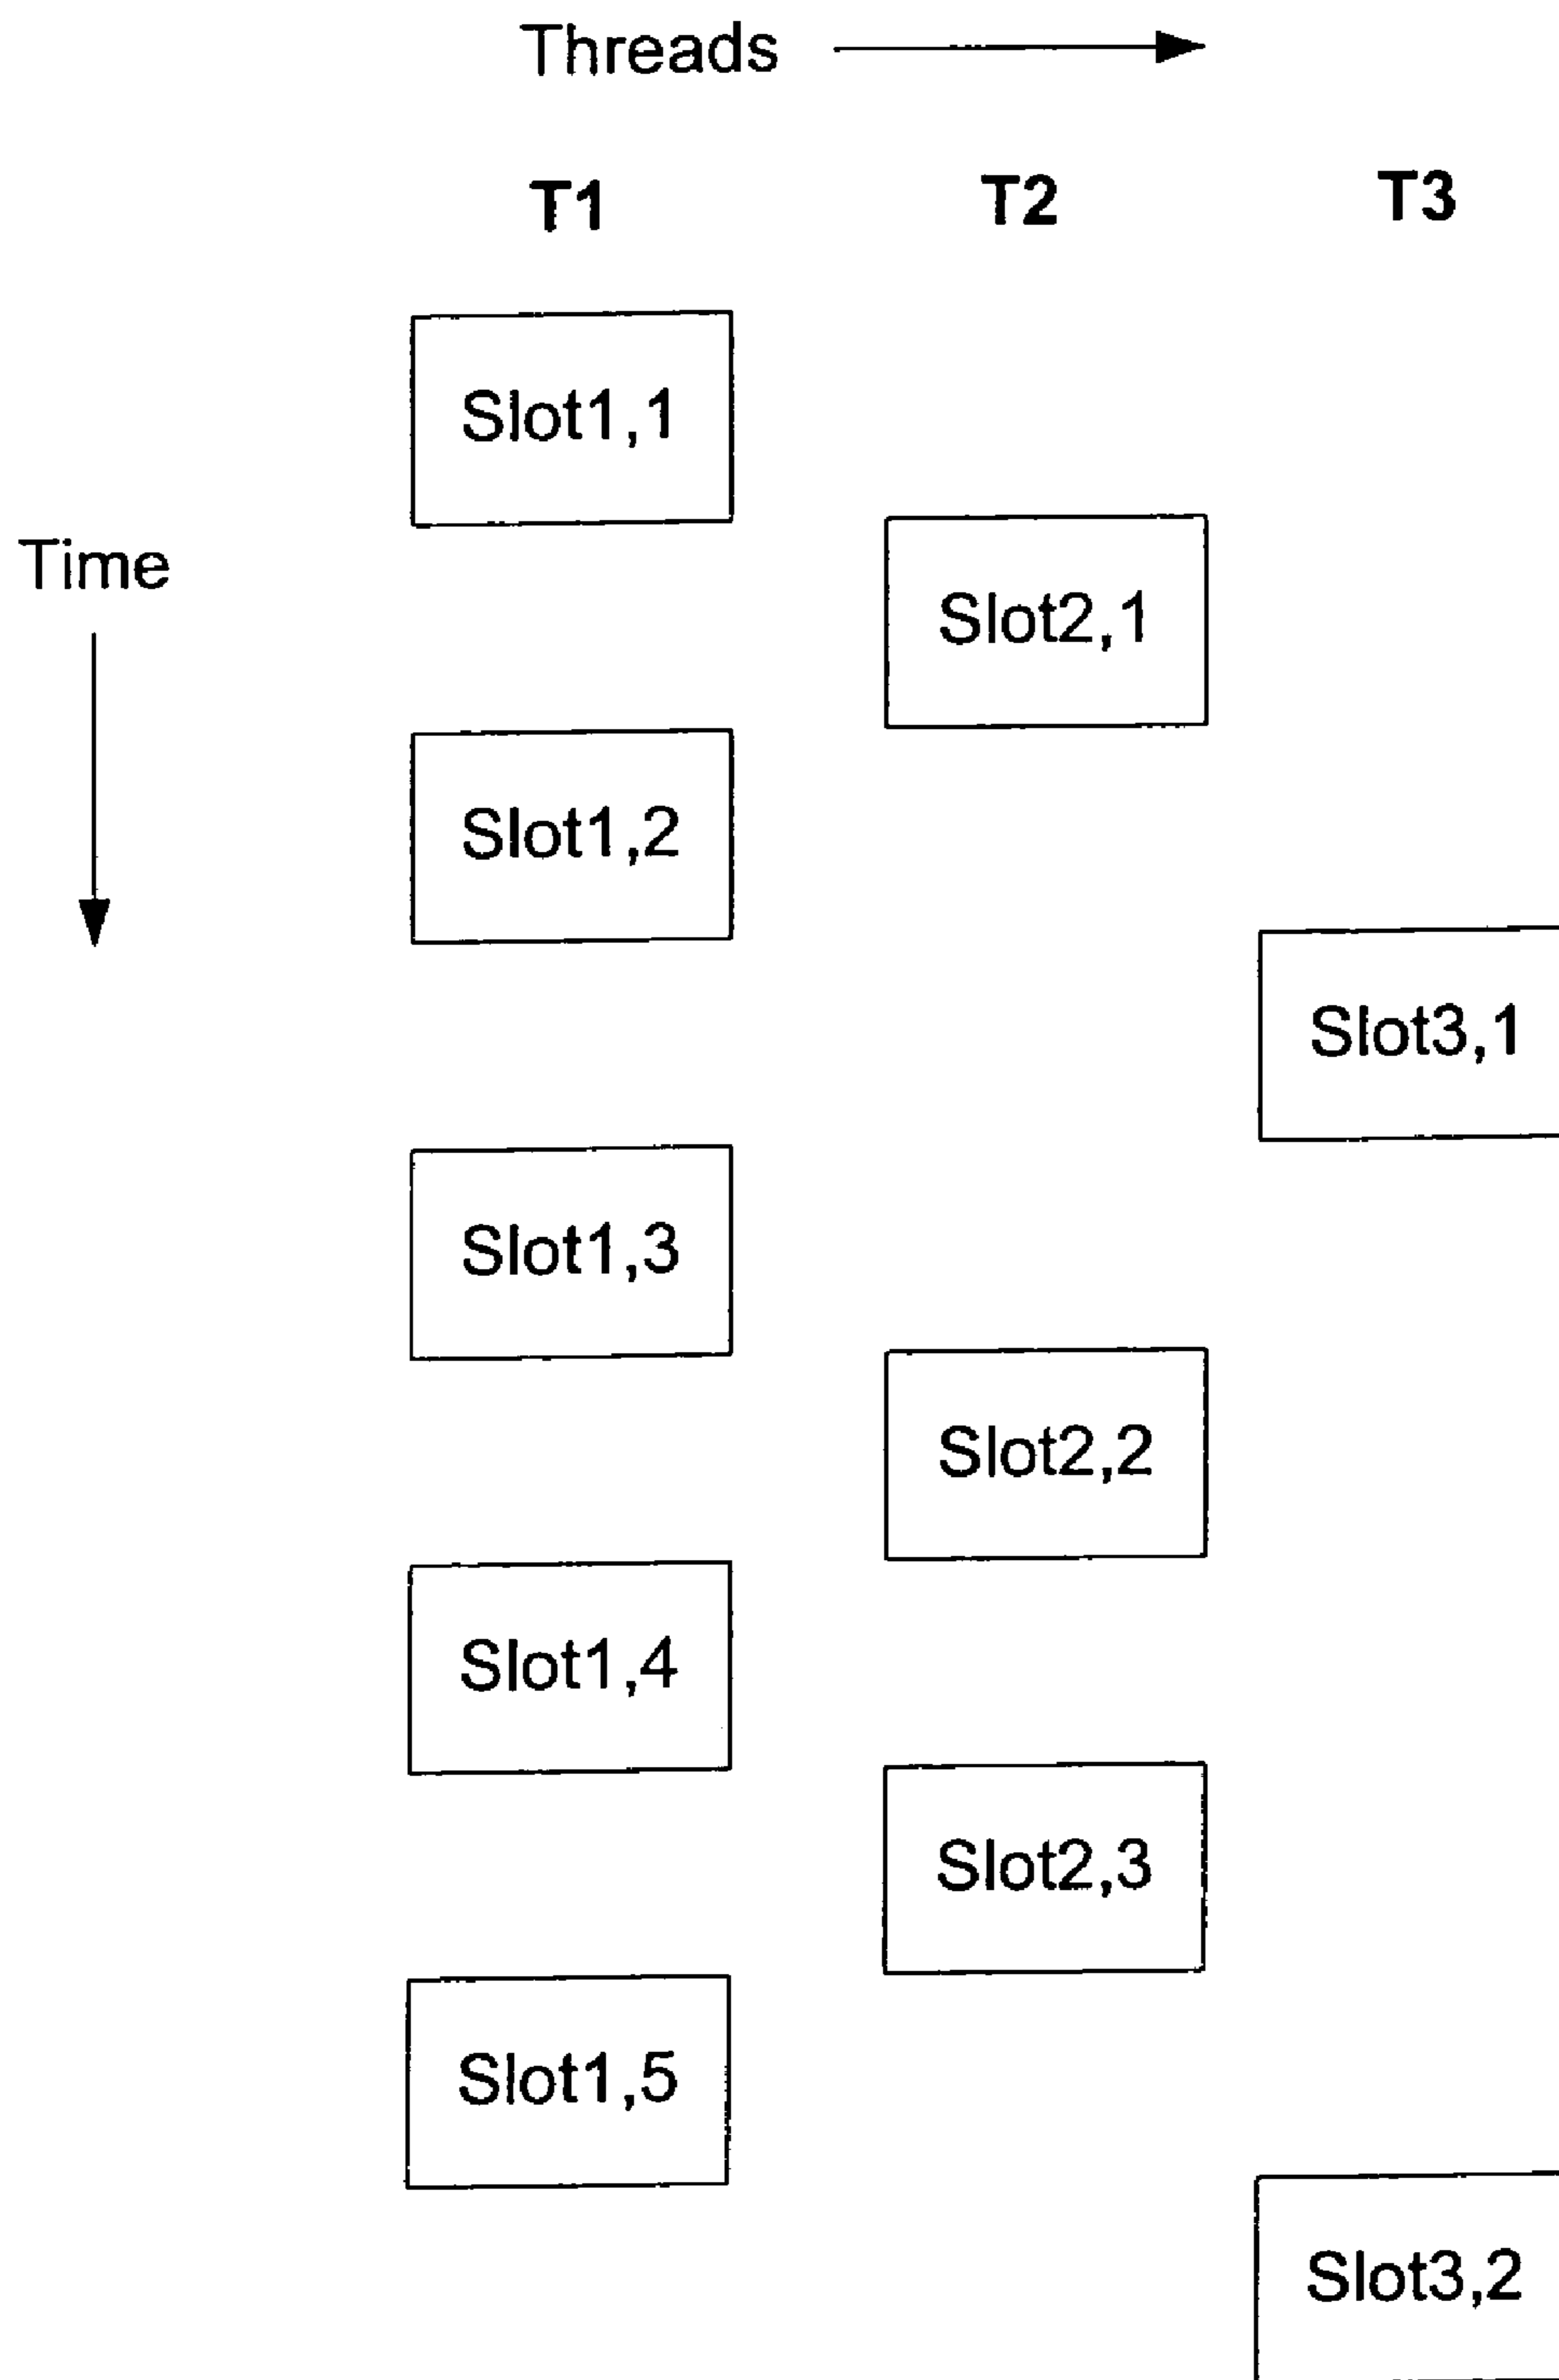 Threads
T1 T2 T3
Slot1,1
Time
Slot2,1
Slot1,2
Slot3,1
Slot1,3
Slot2,2
Slot1,4
Slot2,3
Slot1,5
Slot3,2